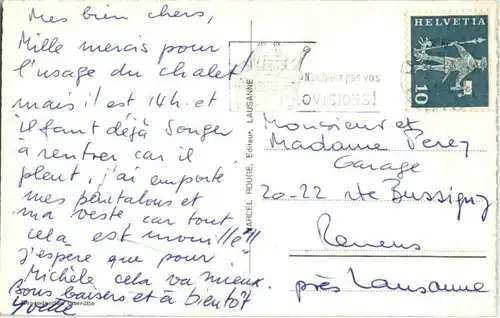 Mes bien chers,
Mille mercis pour
l'usage du chalet
mais il est 14h. et
il faut déjà songer
à rentrer car il
pleut, j'ai emporté
mes pantalons et
ma veste car tout
cela est mouillé!!!
j'espère que pour
Michèle cela va mieux.
Bons baisers et à bientôt
Yvette
interdite
MARCEL ROUGE, Editeur, LAUSANNE
N'oubliez pas vos
PROVISIONS!
HELVETIA
10
Monsieur et
Madame Perey
Garage
20-22 rte Bussigny
Renens
près Lausanne